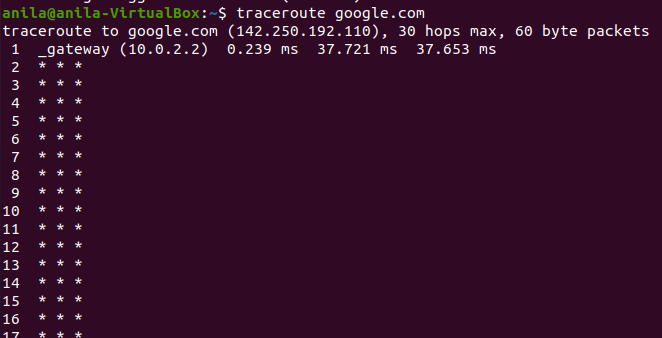 anila@anila-VirtualBox:~$ traceroute google.com
traceroute to google.com (142.250.192.110), 30 hops max, 60 byte packets
 1  _gateway (10.0.2.2)  0.239 ms  37.721 ms  37.653 ms
 2  * * *
 3  * * *
 4  * * *
 5  * * *
 6  * * *
 7  * * *
 8  * * *
 9  * * *
10  * * *
11  * * *
12  * * *
13  * * *
14  * * *
15  * * *
16  * * *
17  * * *